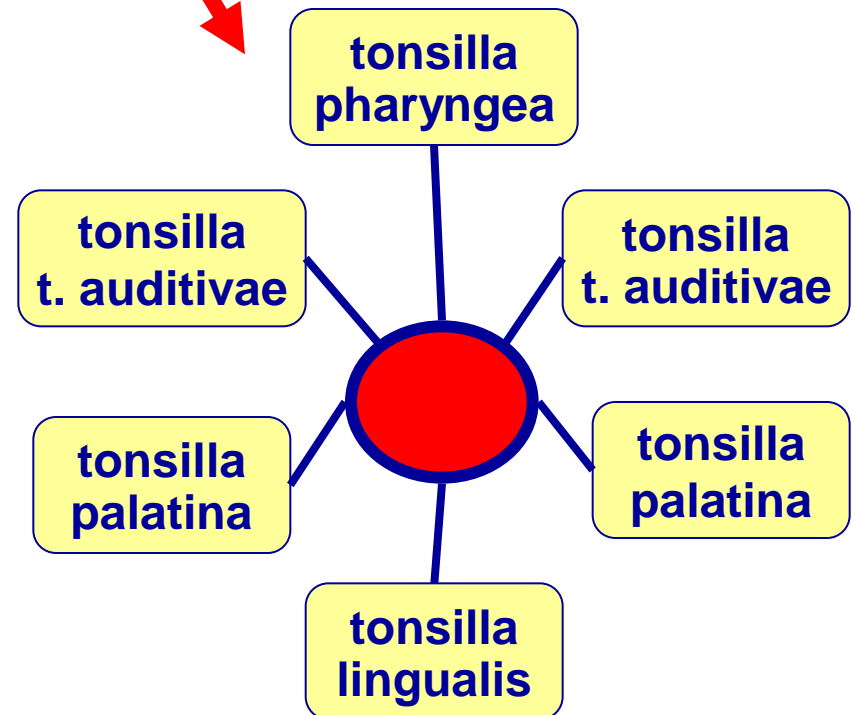 tonsilla
pharyngea
tonsilla
t. auditivae
tonsilla
t. auditivae
tonsilla
palatina
tonsilla
palatina
tonsilla
lingualis